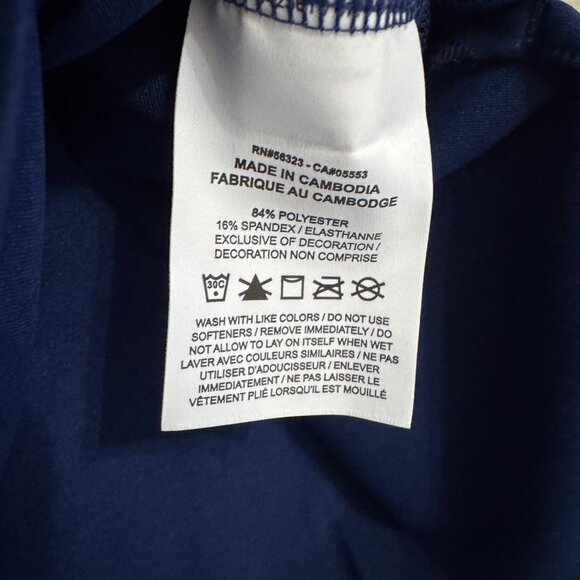 RN#56323 - CA#05553
MADE IN CAMBODIA
FABRIQUE AU CAMBODGE
84% POLYESTER
16% SPANDEX / ELASTHANNE
EXCLUSIVE OF DECORATION /
DECORATION NON COMPRISE
30C
WASH WITH LIKE COLORS / DO NOT USE
SOFTENERS / REMOVE IMMEDIATELY / DO
NOT ALLOW TO LAY ON ITSELF WHEN WET
LAVER AVEC COULEURS SIMILAIRES / NE PAS
UTILISER D'ADOUCISSEUR / ENLEVER
IMMEDIATEMENT / NE PAS LAISSER LE
VÊTEMENT PLIÉ LORSQU'IL EST MOUILLÉ